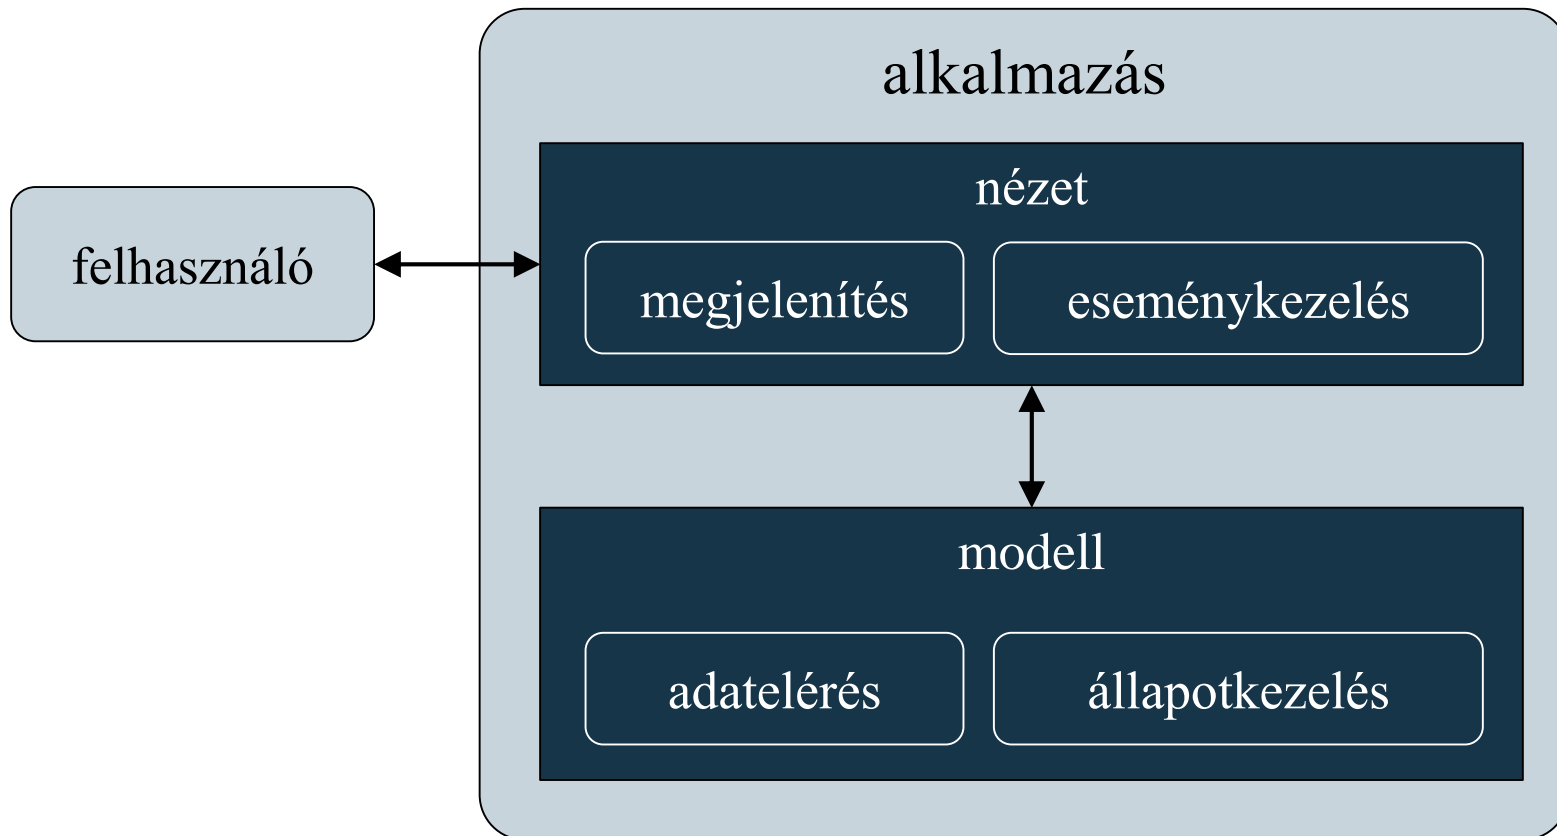 alkalmazás
nézet
felhasználó
megjelenítés
eseménykezelés
modell
adatelérés
állapotkezelés